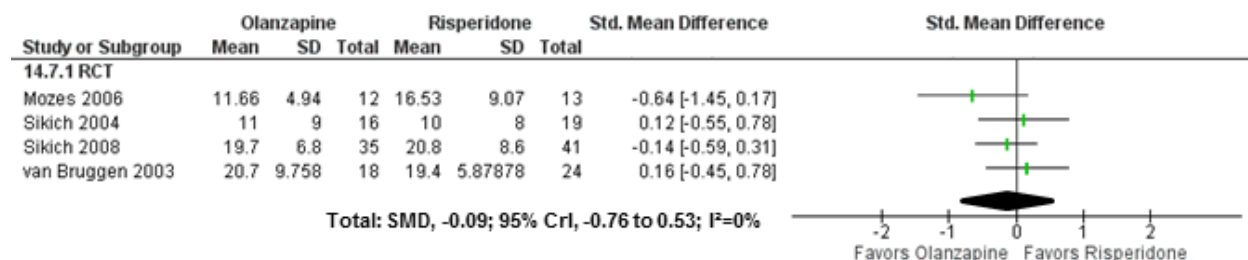 Olanzapine Risperidone Std. Mean Difference Std. Mean Difference
Study or Subgroup Mean SD Total Mean SD Total
14.7.1 RCT
Mozes 2006 11.66 4.94 12 16.53 9.07 13 -0.64 [-1.45, 0.17]
Sikich 2004 11 9 16 10 8 19 0.12 [-0.55, 0.78]
Sikich 2008 19.7 6.8 35 20.8 8.6 41 -0.14 [-0.59, 0.31]
van Bruggen 2003 20.7 9.758 18 19.4 5.87878 24 0.16 [-0.45, 0.78]
Total: SMD, -0.09; 95% CrI, -0.76 to 0.53; I²=0%
-2 -1 0 1 2
Favors Olanzapine Favors Risperidone